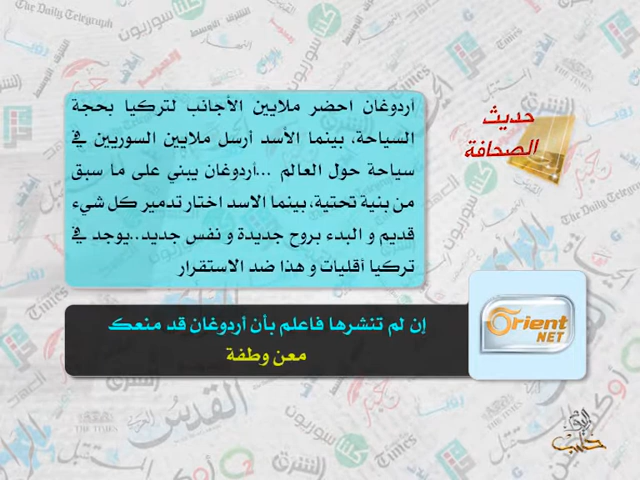 حديث
الصحافة
أردوغان احضر ملايين الأجانب لتركيا بحجة
السياحة، بينما الأسد أرسل ملايين السوريين في
سياحة حول العالم ...أردوغان يبني على ما سبق
من بنية تحتية، بينما الاسد اختار تدمير كل شيء
قديم و البدء بروح جديدة و نفس جديد..يوجد في
تركيا أقليات و هذا ضد الاستقرار
إن لم تنشرها فاعلم بأن أردوغان قد منعك
معن وطفة
Orient
NET
حلب
اليوم